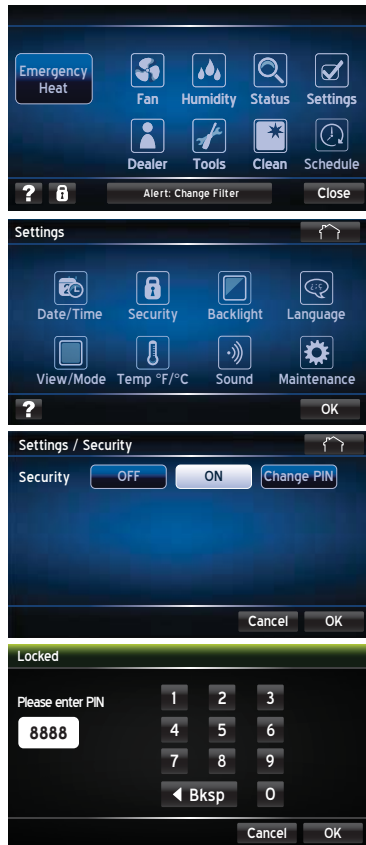 Emergency
Heat
Fan Humidity Status Settings
Dealer Tools Clean Schedule
? Alert: Change Filter Close
Settings
Date/Time Security Backlight Language
View/Mode Temp °F/°C Sound Maintenance
? OK
Settings / Security
Security OFF ON Change PIN
Cancel OK
Locked
Please enter PIN
8888
1 2 3
4 5 6
7 8 9
Bksp 0
Cancel OK